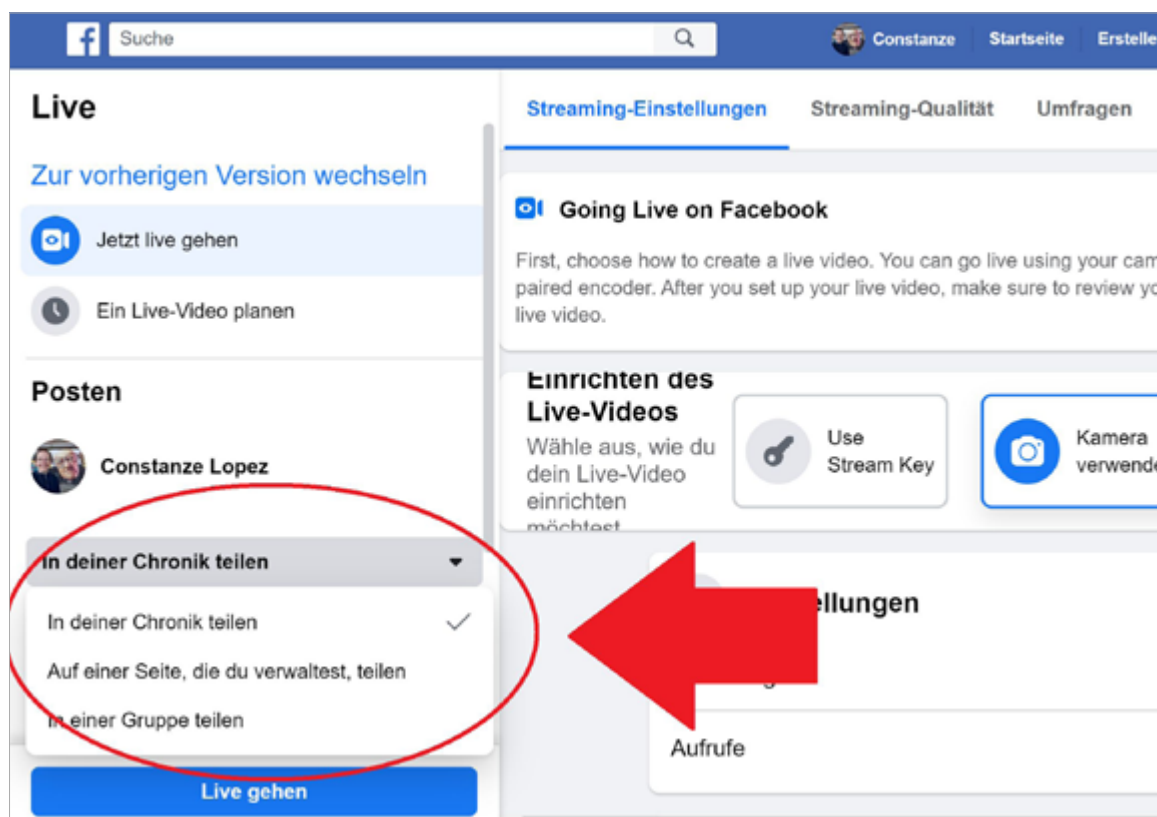 f Suche
Constanze Startseite
Live
Zur vorherigen Version wechseln
Jetzt live gehen
Ein Live-Video planen
Posten
Constanze Lopez
In deiner Chronik teilen
In deiner Chronik teilen
Auf einer Seite, die du verwaltest, teilen
In einer Gruppe teilen
Live gehen
Streaming-Einstellungen Streaming-Qualität Umfragen
Going Live on Facebook
First, choose how to create a live video. You can go live using your
paired encoder. After you set up your live video, make sure to review
live video.
Einrichten des
Live-Videos
Wähle aus, wie du
dein Live-Video
einrichten
möchtest
Use
Stream Key
Kamera
ellungen
Aufrufe